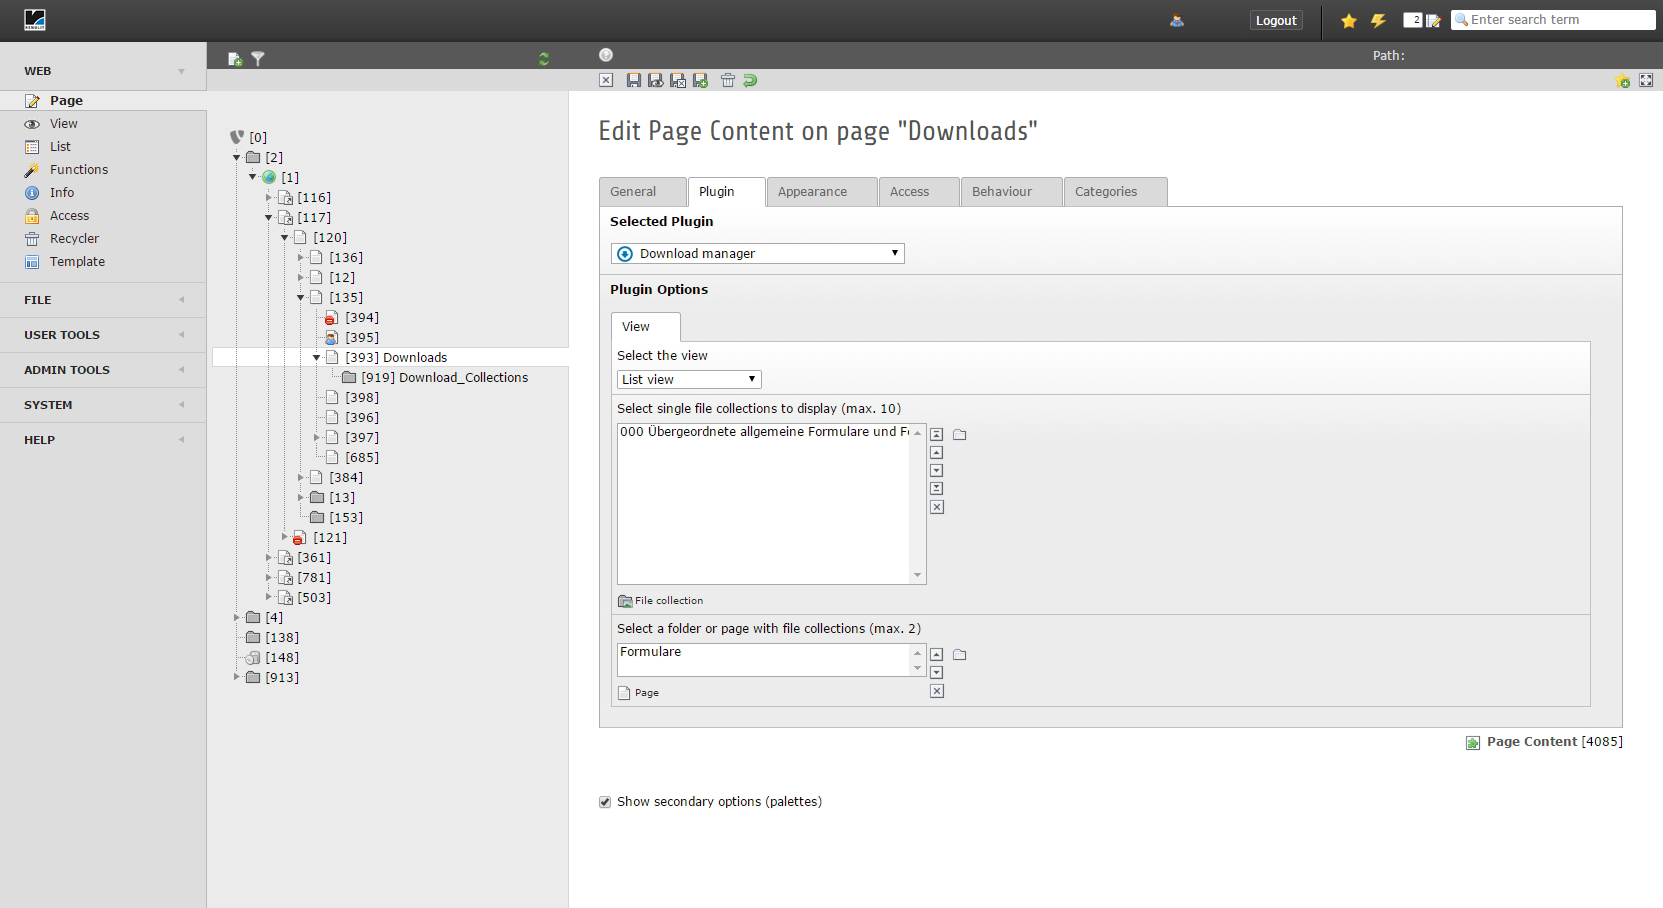 Logout
2
Enter search term
Path:
WEB
Page
View
List
Functions
Info
Access
Recycler
Template
FILE
USER TOOLS
ADMIN TOOLS
SYSTEM
HELP
[0]
[2]
[1]
[116]
[117]
[120]
[136]
[12]
[135]
[394]
[395]
[393] Downloads
[919] Download_Collections
[398]
[396]
[397]
[685]
[384]
[13]
[153]
[121]
[361]
[781]
[503]
[4]
[138]
[148]
[913]
Edit Page Content on page "Downloads"
General Plugin Appearance Access Behaviour Categories
Selected Plugin
Download manager
Plugin Options
View
Select the view
List view
Select single file collections to display (max. 10)
000 Übergeordnete allgemeine Formulare und
File collection
Select a folder or page with file collections (max. 2)
Formulare
Page
Page Content [4085]
Show secondary options (palettes)